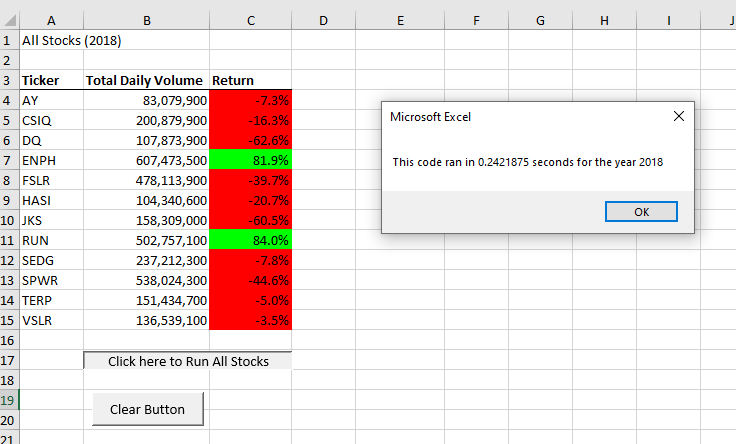 A B C D E F G H I J
1 All Stocks (2018)
2
3 Ticker Total Daily Volume Return
4 AY 83,079,900 -7.3%
5 CSIQ 200,879,900 -16.3%
6 DQ 107,873,900 -62.6%
7 ENPH 607,473,500 81.9%
8 FSLR 478,113,900 -39.7%
9 HASI 104,340,600 -20.7%
10 JKS 158,309,000 -60.5%
11 RUN 502,757,100 84.0%
12 SEDG 237,212,300 -7.8%
13 SPWR 538,024,300 -44.6%
14 TERP 151,434,700 -5.0%
15 VSLR 136,539,100 -3.5%
16
17 Click here to Run All Stocks
18
19 Clear Button
20
21
Microsoft Excel
This code ran in 0.2421875 seconds for the year 2018
OK